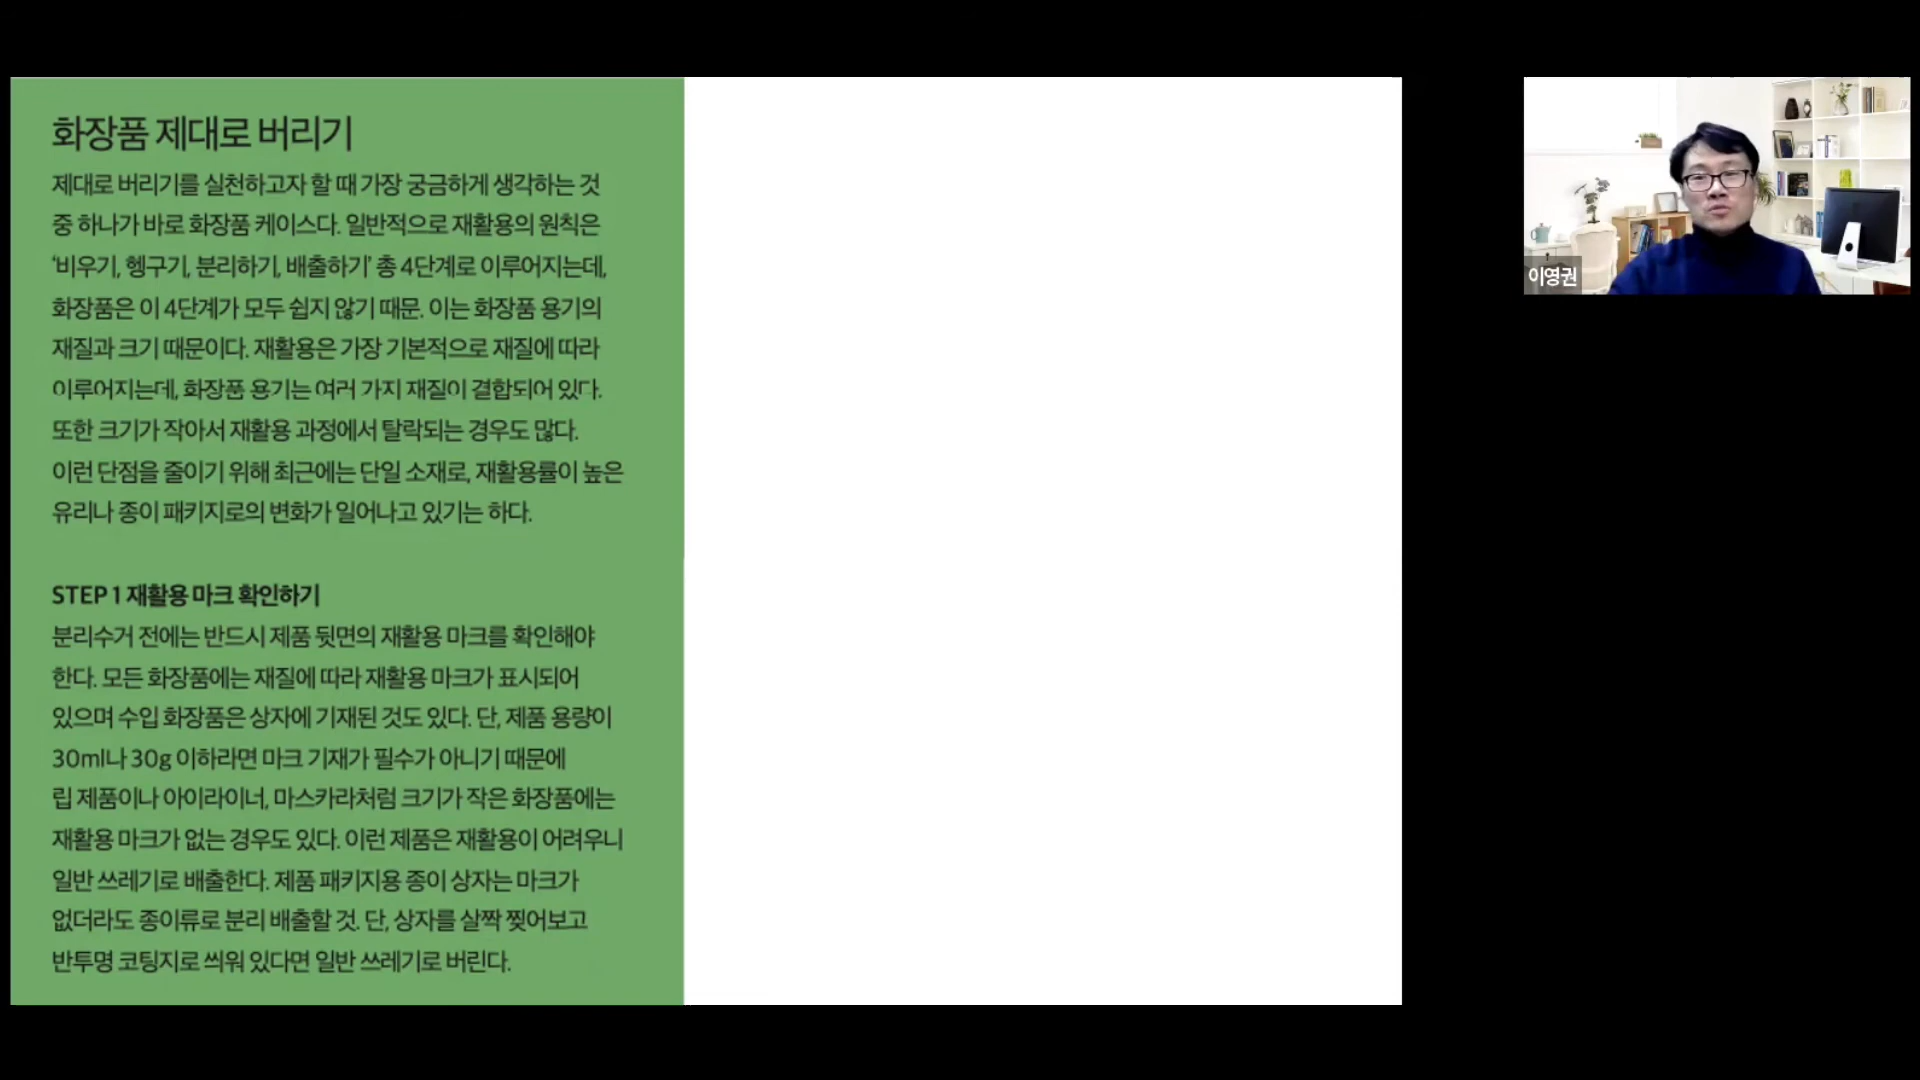 화장품 제대로 버리기
제대로 버리기를 실천하고자 할 때 가장 궁금하게 생각하는 것
중 하나가 바로 화장품 케이스다. 일반적으로 재활용의 원칙은
‘비우기, 헹구기, 분리하기, 배출하기’ 총 4단계로 이루어지는데,
화장품은 이 4단계가 모두 쉽지 않기 때문. 이는 화장품 용기의
재질과 크기 때문이다. 재활용은 가장 기본적으로 재질에 따라
이루어지는데, 화장품 용기는 여러 가지 재질이 결합되어 있다.
또한 크기가 작아서 재활용 과정에서 탈락되는 경우도 많다.
이런 단점을 줄이기 위해 최근에는 단일 소재로, 재활용률이 높은
유리나 종이 패키지로의 변화가 일어나고 있기는 하다.
STEP 1 재활용 마크 확인하기
분리수거 전에는 반드시 제품 뒷면의 재활용 마크를 확인해야
한다. 모든 화장품에는 재질에 따라 재활용 마크가 표시되어
있으며 수입 화장품은 상자에 기재된 것도 있다. 단, 제품 용량이
30ml나 30g 이하라면 마크 기재가 필수가 아니기 때문에
립 제품이나 아이라이너, 마스카라처럼 크기가 작은 화장품에는
재활용 마크가 없는 경우도 있다. 이런 제품은 재활용이 어려우니
일반 쓰레기로 배출한다. 제품 패키지용 종이 상자는 마크가
없더라도 종이류로 분리 배출할 것. 단, 상자를 살짝 찢어보고
반투명 코팅지로 씌워 있다면 일반 쓰레기로 버린다.
이영권